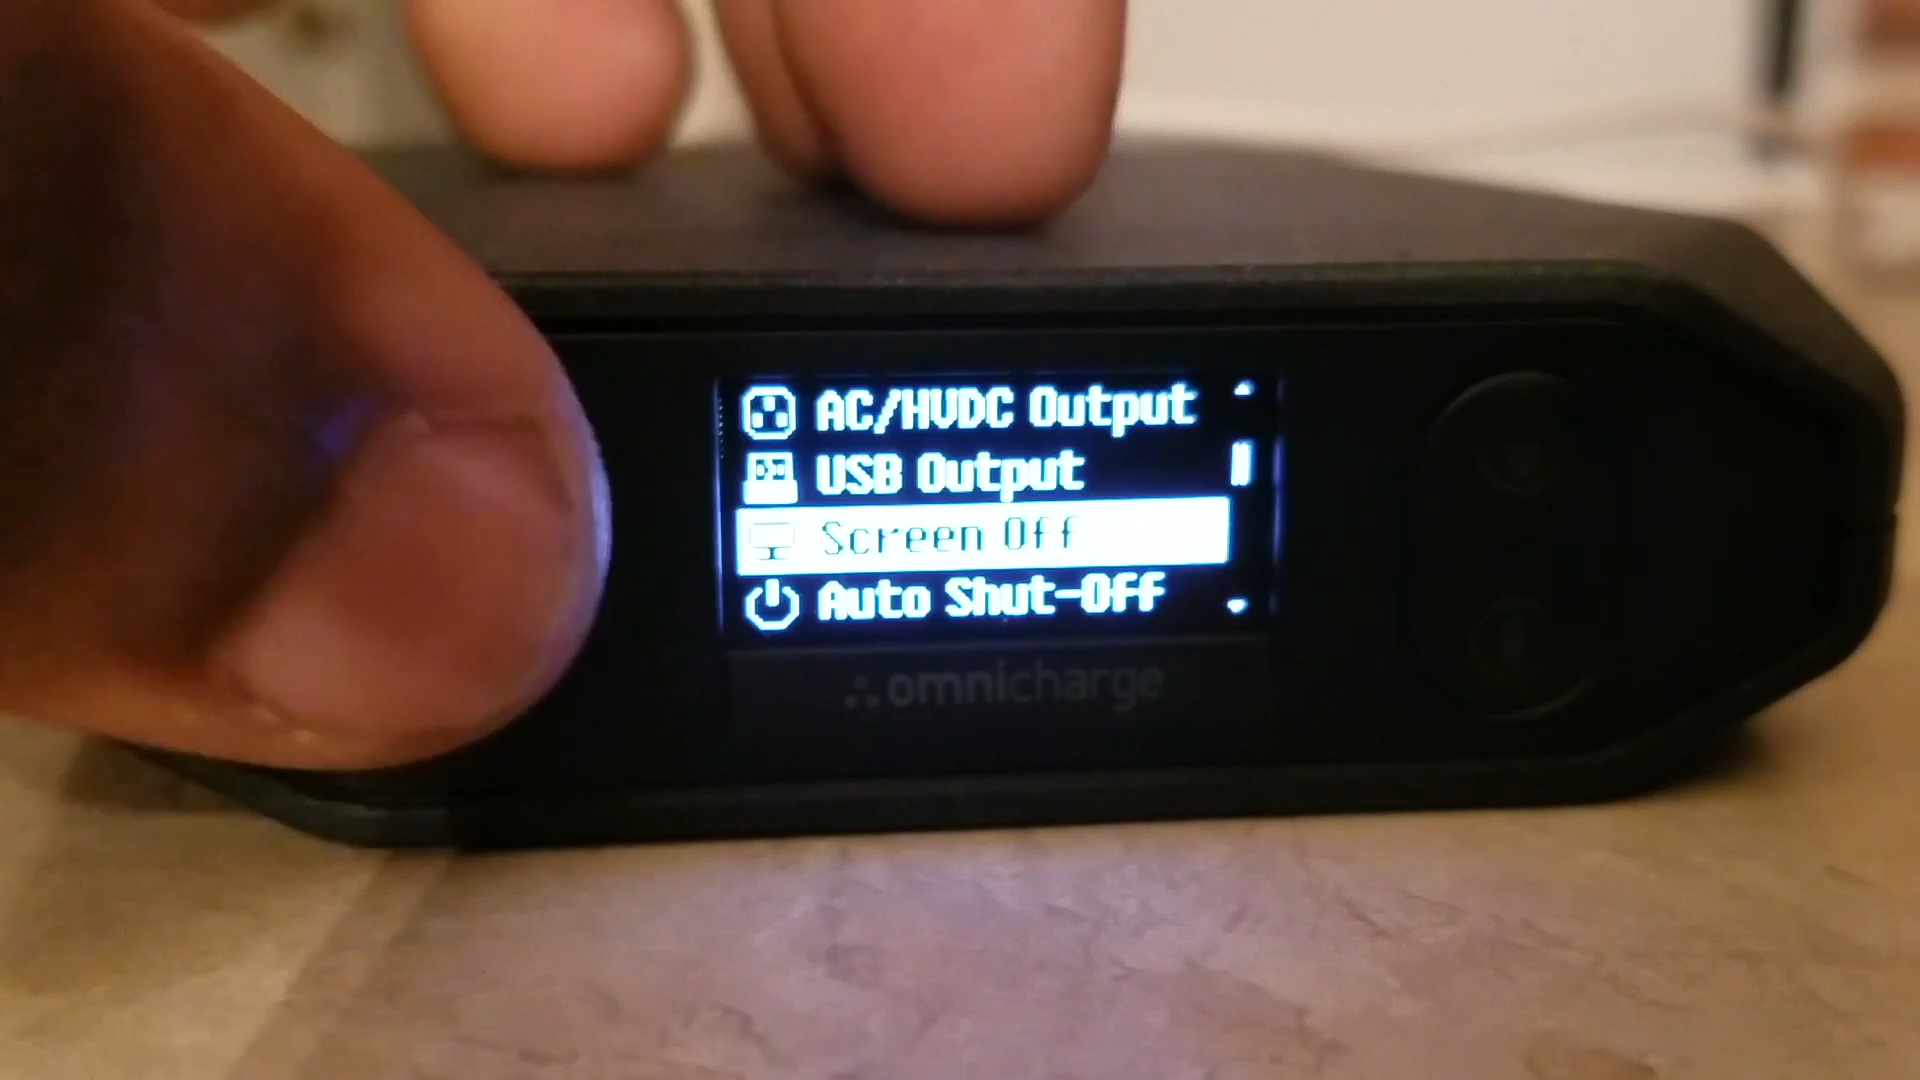 AC/HVDC Output
USB Output
Screen Off
Auto Shut-Off
omnicharge